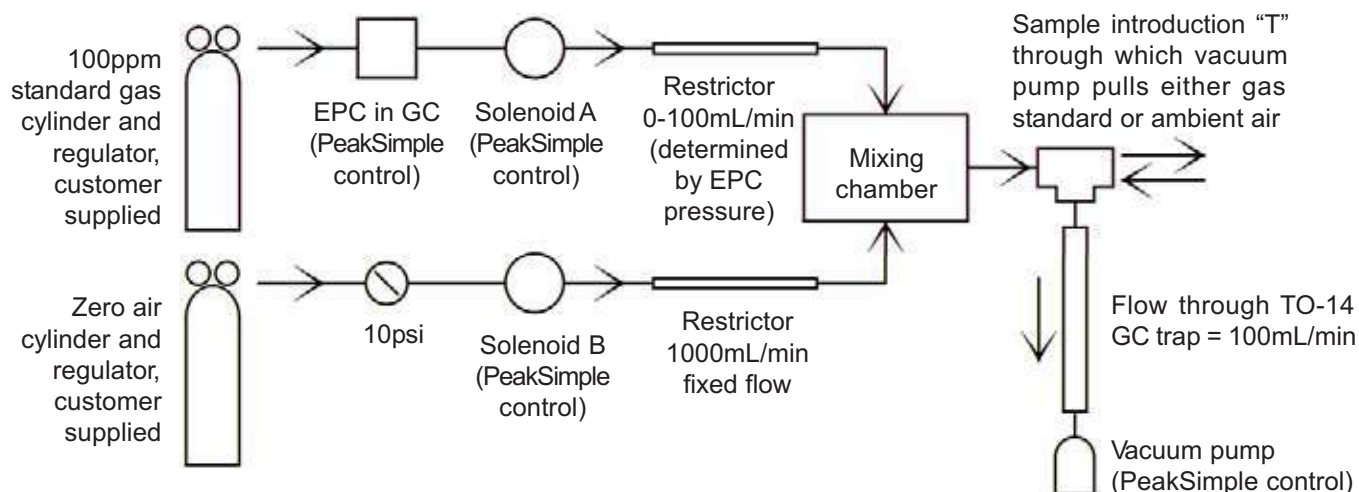 100ppm
standard gas
cylinder and
regulator,
customer
supplied
EPC in GC
(PeakSimple
control)
Solenoid A
(PeakSimple
control)
Restrictor
0-100mL/min
(determined
by EPC
pressure)
Mixing
chamber
Sample introduction “T”
through which vacuum
pump pulls either gas
standard or ambient air
Zero air
cylinder and
regulator,
customer
supplied
10psi
Solenoid B
(PeakSimple
control)
Restrictor
1000mL/min
fixed flow
Flow through TO-14
GC trap = 100mL/min
Vacuum pump
(PeakSimple control)